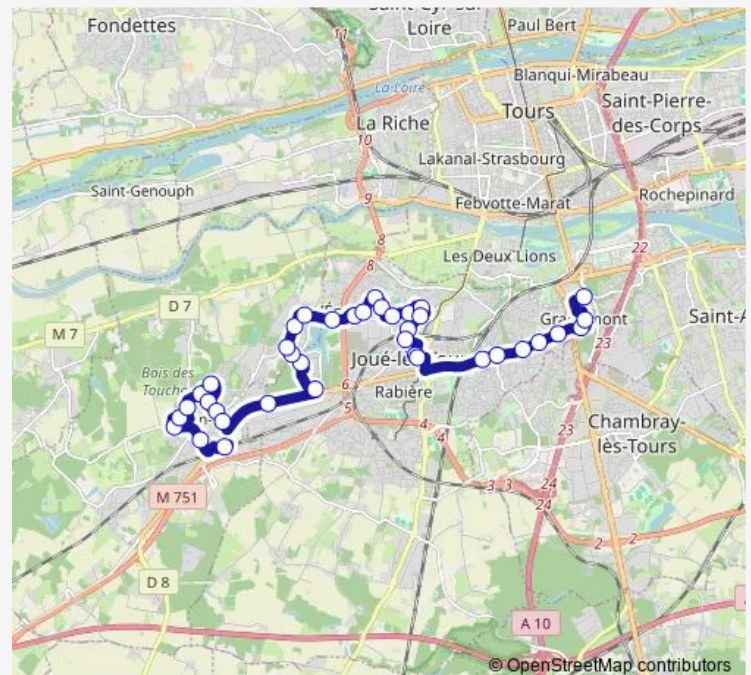 Saint-Cyr-sur-
Loire
Fondettes
Paul Bert
11
La Loire
Blanqui-Mirabeau
Tours
Saint-Pierre-
des-Corps
La Riche
10
Lakanal-Strasbourg
Saint-Genouph
9
Febvotte-Marat
Rochepinard
8
22
Les Deux Lions
8
D 7
M 7
Saint-A
23
Bois des
Touche
6
Rabière
5
4
4
Chambray-
lès-Tours
23
M 751
3
3
24
24
2
2
D 8
A 10
© OpenStreetMap contributors